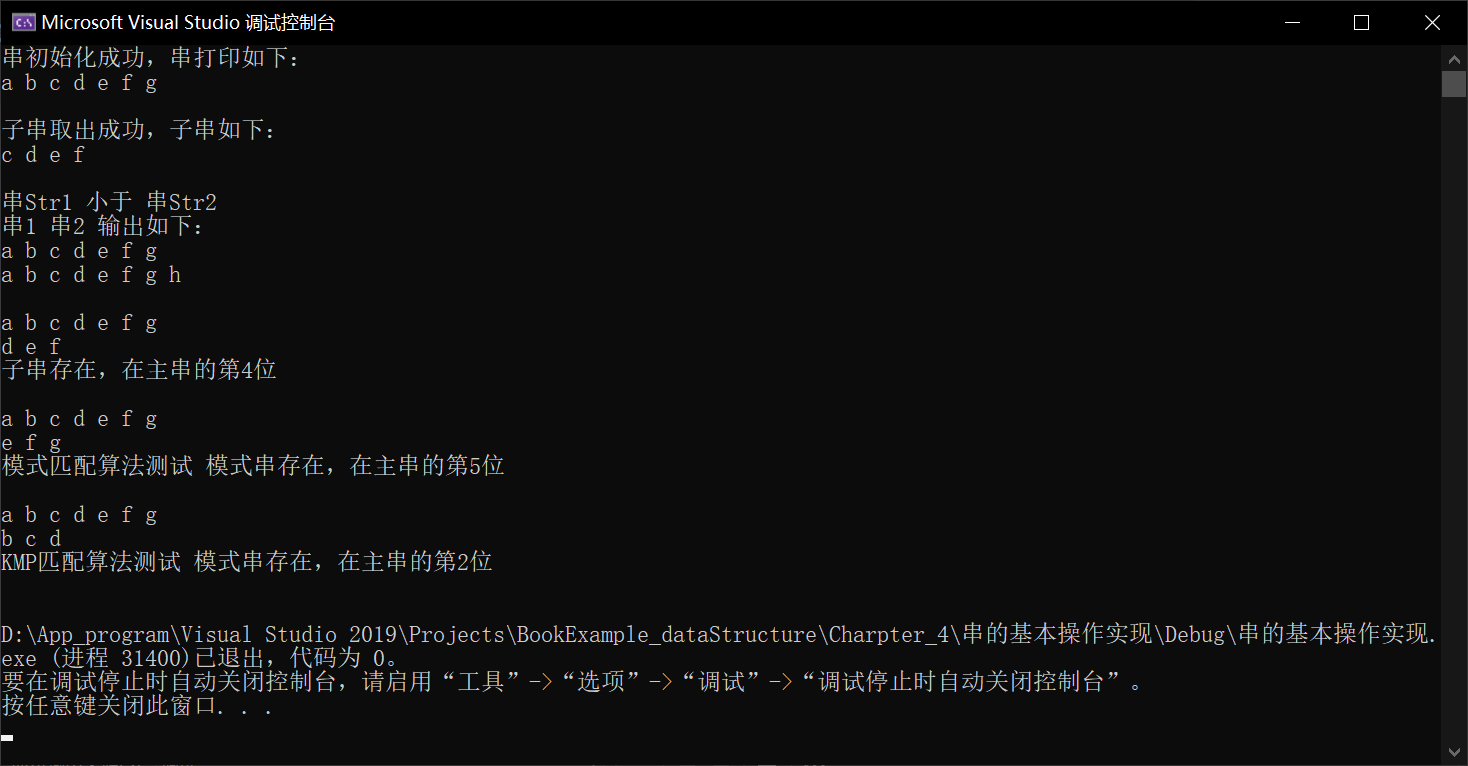 Microsoft Visual Studio 调试控制台
串初始化成功，串打印如下：
a b c d e f g
子串取出成功，子串如下：
c d e f
串Str1 小于 串Str2
串1 串2 输出如下：
a b c d e f g
a b c d e f g h
a b c d e f g
d e f
子串存在，在主串的第4位
a b c d e f g
e f g
模式匹配算法测试 模式串存在，在主串的第5位
a b c d e f g
b c d
KMP匹配算法测试 模式串存在，在主串的第2位
D:\App_program\Visual Studio 2019\Projects\BookExample_dataStructure\Charpter_4\串的基本操作实现\Debug\串的基本操作实现.
exe (进程 31400)已退出，代码为 0。
要在调试停止时自动关闭控制台，请启用“工具”->“选项”->“调试”->“调试停止时自动关闭控制台”。
按任意键关闭此窗口. . .